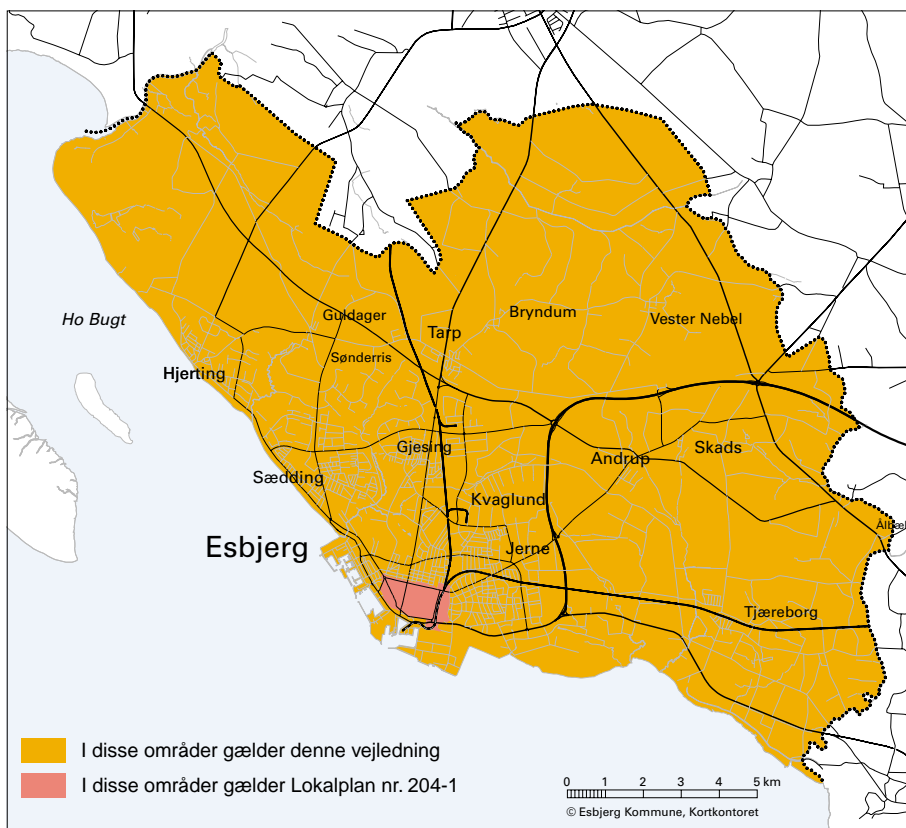 Ho Bugt
Guldager
Tarp
Bryndum
Vester Nebel
Sønderris
Hjerting
Gjesing
Andrup
Skads
Sædding
Kvaglund
Esbjerg
Jerne
Tjæreborg
I disse områder gælder denne vejledning
I disse områder gælder Lokalplan nr. 204-1
0 1 2 3 4 5 km
© Esbjerg Kommune, Kortkontoret